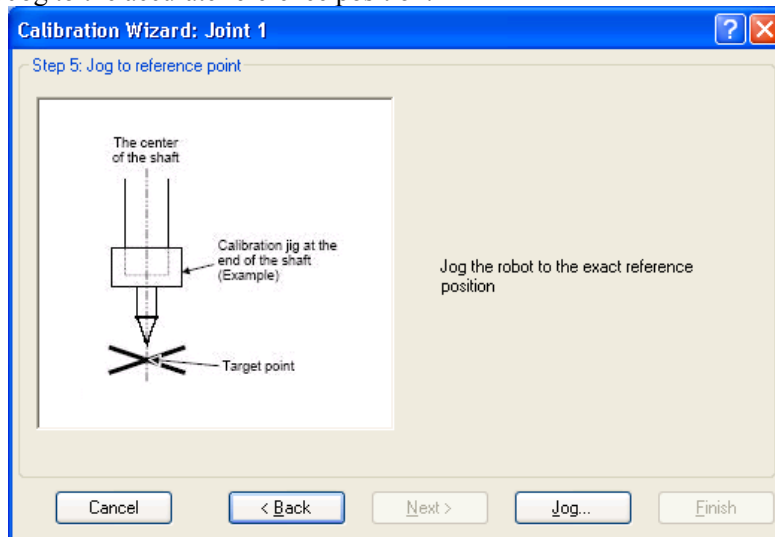 Calibration Wizard: Joint 1
Step 5: Jog to reference point
The center
of the shaft
Calibration jig at the
end of the shaft
(Example)
Target point
Jog the robot to the exact reference
position
Cancel
< Back
Next >
Jog...
Finish